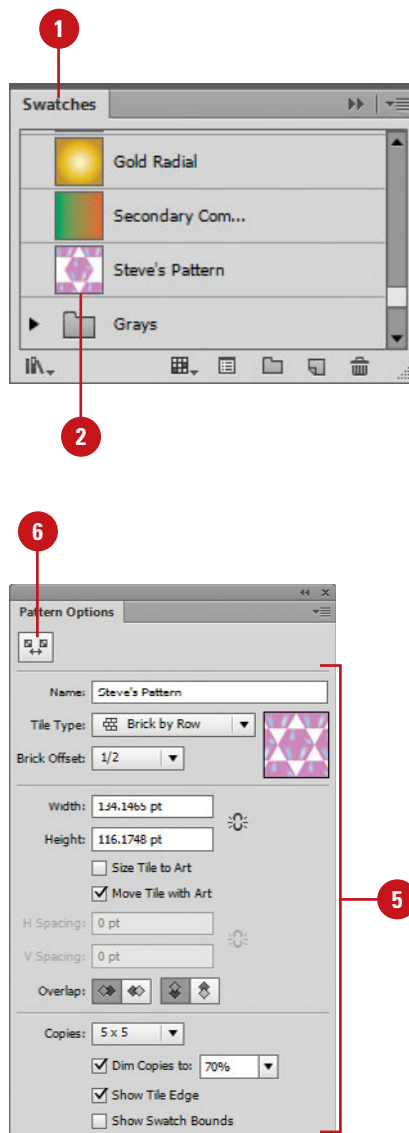 1
Swatches
Gold Radial
Secondary Com...
Steve's Pattern
Grays
2
6
Pattern Options
Name: Steve's Pattern
Tile Type: Brick by Row
Brick Offset: 1/2
Width: 134.1465 pt
Height: 116.1748 pt
Size Tile to Art
Move Tile with Art
5
H Spacing: 0 pt
V Spacing: 0 pt
Overlap:
Copies: 5 x 5
Dim Copies to: 70%
Show Tile Edge
Show Swatch Bounds